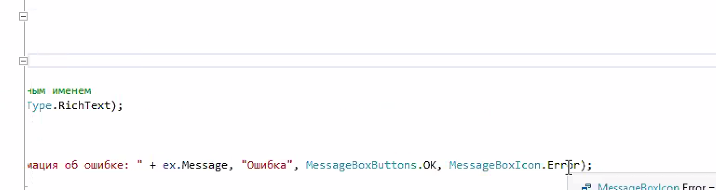 ным именем
Type.RichText);
мация об ошибке: " + ex.Message, "Ошибка", MessageBoxButtons.OK, MessageBoxIcon.Error);
MessageBoxIcon.Error =